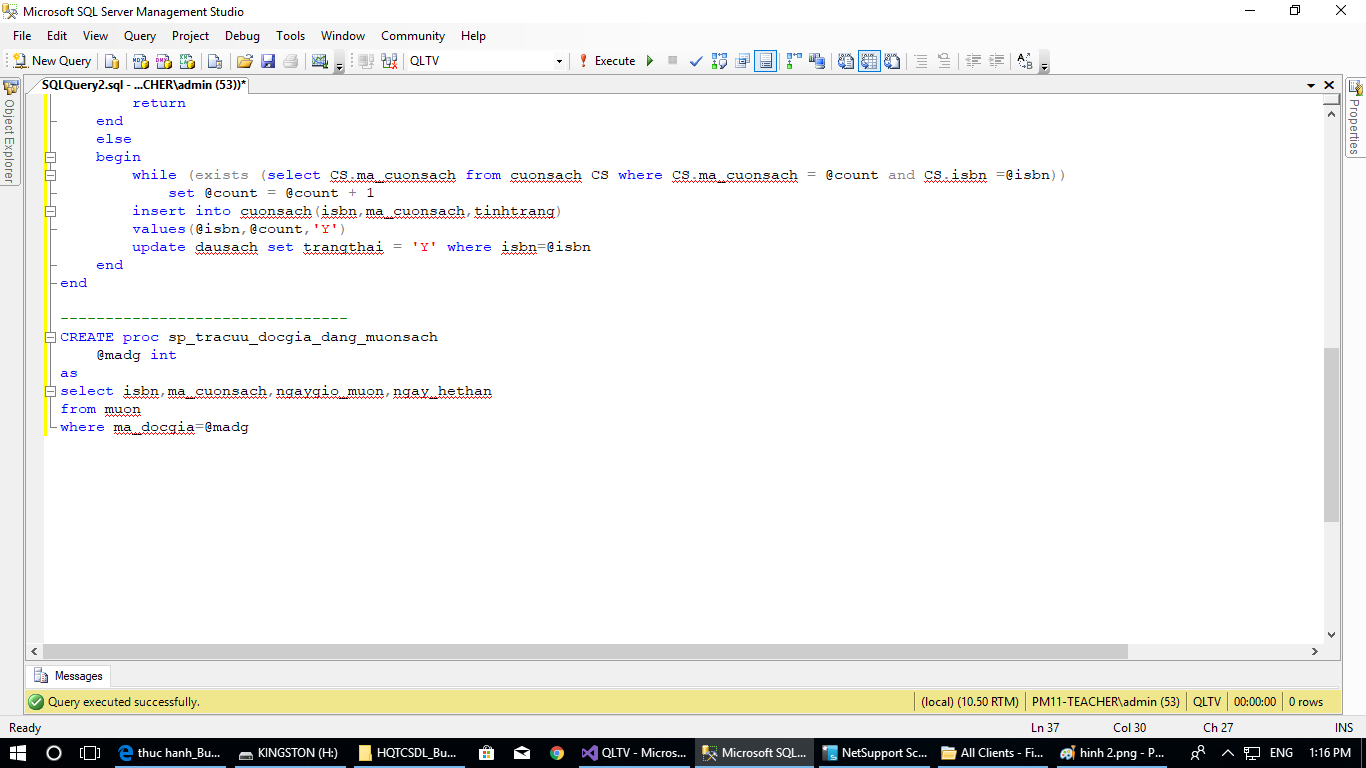 Microsoft SQL Server Management Studio
File Edit View Query Project Debug Tools Window Community Help
New Query QLTV Execute
SQLQuery2.sql - ...CHER\admin (53))*
Object Explorer
Properties
return
end
else
begin
while (exists (select CS.ma_cuonsach from cuonsach CS where CS.ma_cuonsach = @count and CS.isbn =@isbn))
set @count = @count + 1
insert into cuonsach(isbn,ma_cuonsach,tinhtrang)
values(@isbn,@count,'Y')
update dausach set trangthai = 'Y' where isbn=@isbn
end
end
--------------------------------
CREATE proc sp_tracuu_docgia_dang_muonsach
@madg int
as
select isbn,ma_cuonsach,ngaygio_muon,ngay_hethan
from muon
where ma_docgia=@madg
Messages
Query executed successfully. (local) (10.50 RTM) PM11-TEACHER\admin (53) QLTV 00:00:00 0 rows
Ready Ln 37 Col 30 Ch 27 INS
thuc hanh_Bu... KINGSTON (H:) HQTCSDL_Bu... QLTV - Micros... Microsoft SQL... NetSupport Sc... All Clients - Fi... hinh 2.png - P... ENG 1:16 PM